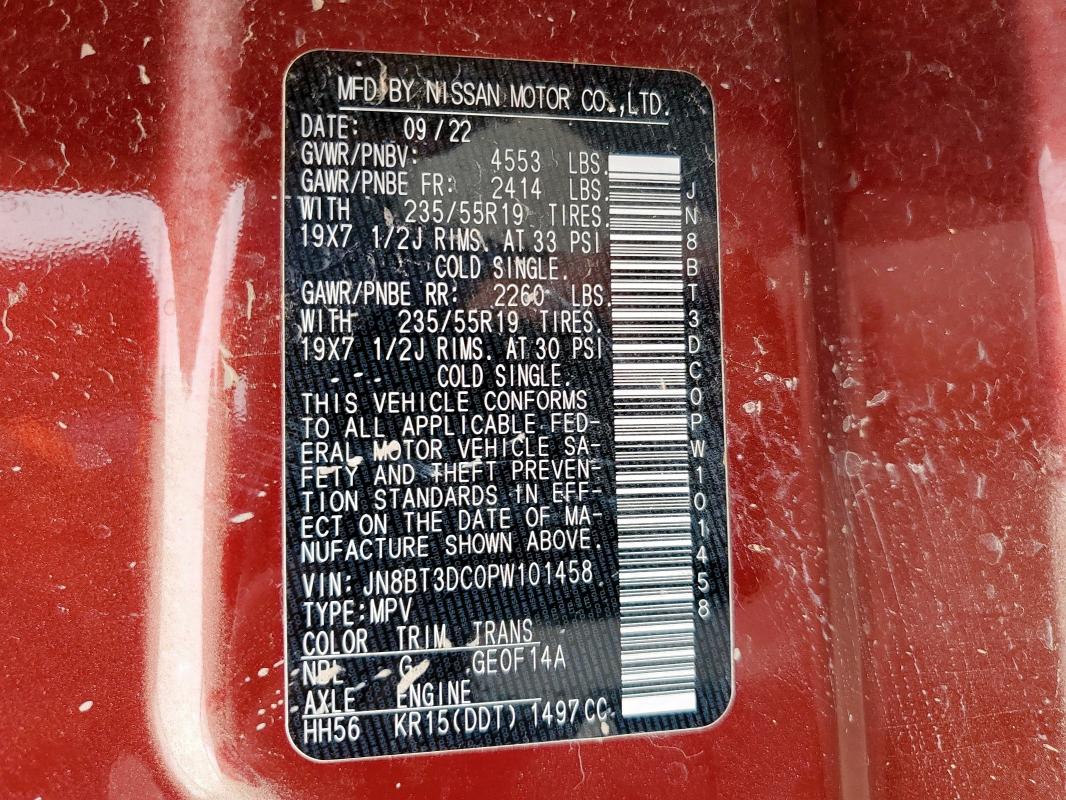 MFD BY NISSAN MOTOR CO.,LTD.
DATE: 09/22
GVWR/PNBV: 4553 LBS.
GAWR/PNBE FR: 2414 LBS.
WITH 235/55R19 TIRES.
19X7 1/2J RIMS. AT 33 PSI
COLD SINGLE.
GAWR/PNBE RR: 2260 LBS.
WITH 235/55R19 TIRES.
19X7 1/2J RIMS. AT 30 PSI
COLD SINGLE.
THIS VEHICLE CONFORMS
TO ALL APPLICABLE FED-
ERAL MOTOR VEHICLE SA-
FETY AND THEFT PREVEN-
TION STANDARDS IN EFF-
ECT ON THE DATE OF MA-
NUFACTURE SHOWN ABOVE.
VIN: JN8BT3DC0PW101458
TYPE:MPV
COLOR TRIM TRANS
G GE0F14A
AXLE ENGINE
HH56 KR15(DDT) 1497CC
JN8BT3DC0PW101458